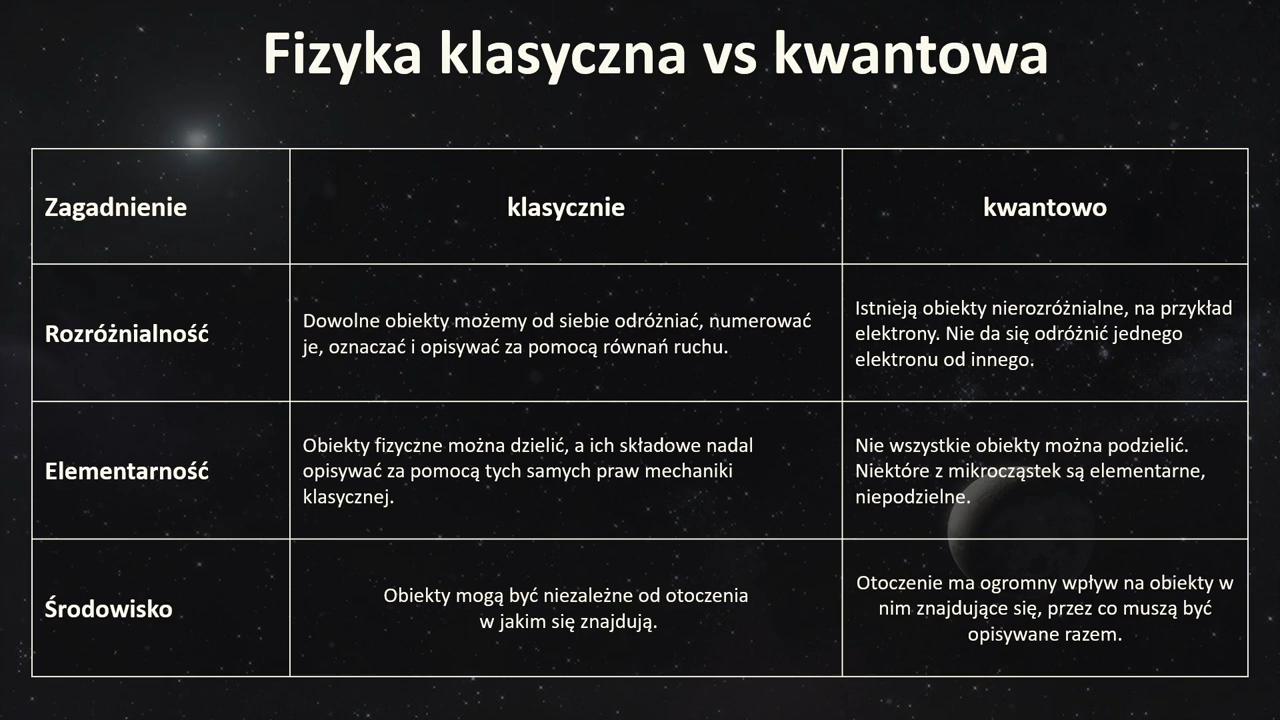 Fizyka klasyczna vs kwantowa
Zagadnienie
klasycznie
kwantowo
Rozróżnialność
Dowolne obiekty możemy od siebie odróżniać, numerować
je, oznaczać i opisywać za pomocą równań ruchu.
Istnieją obiekty nierozróżnialne, na przykład
elektrony. Nie da się odróżnić jednego
elektronu od innego.
Elementarność
Obiekty fizyczne można dzielić, a ich składowe nadal
opisywać za pomocą tych samych praw mechaniki
klasycznej.
Nie wszystkie obiekty można podzielić.
Niektóre z mikrocząstek są elementarne,
niepodzielne.
Środowisko
Obiekty mogą być niezależne od otoczenia
w jakim się znajdują.
Otoczenie ma ogromny wpływ na obiekty w
nim znajdujące się, przez co muszą być
opisywane razem.